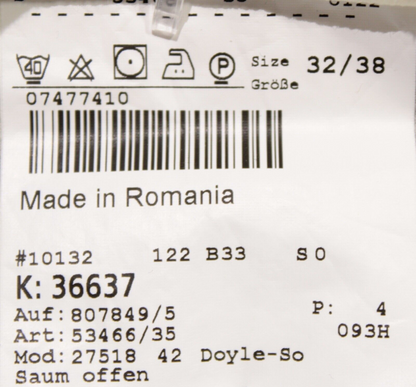 40 P Size 32/38
Größe
07477410
Made in Romania
#10132 122 B33 S0
K: 36637
Auf: 807849/5 P: 4
Art: 53466/35 093H
Mod: 27518 42 Doyle-So
Saum offen